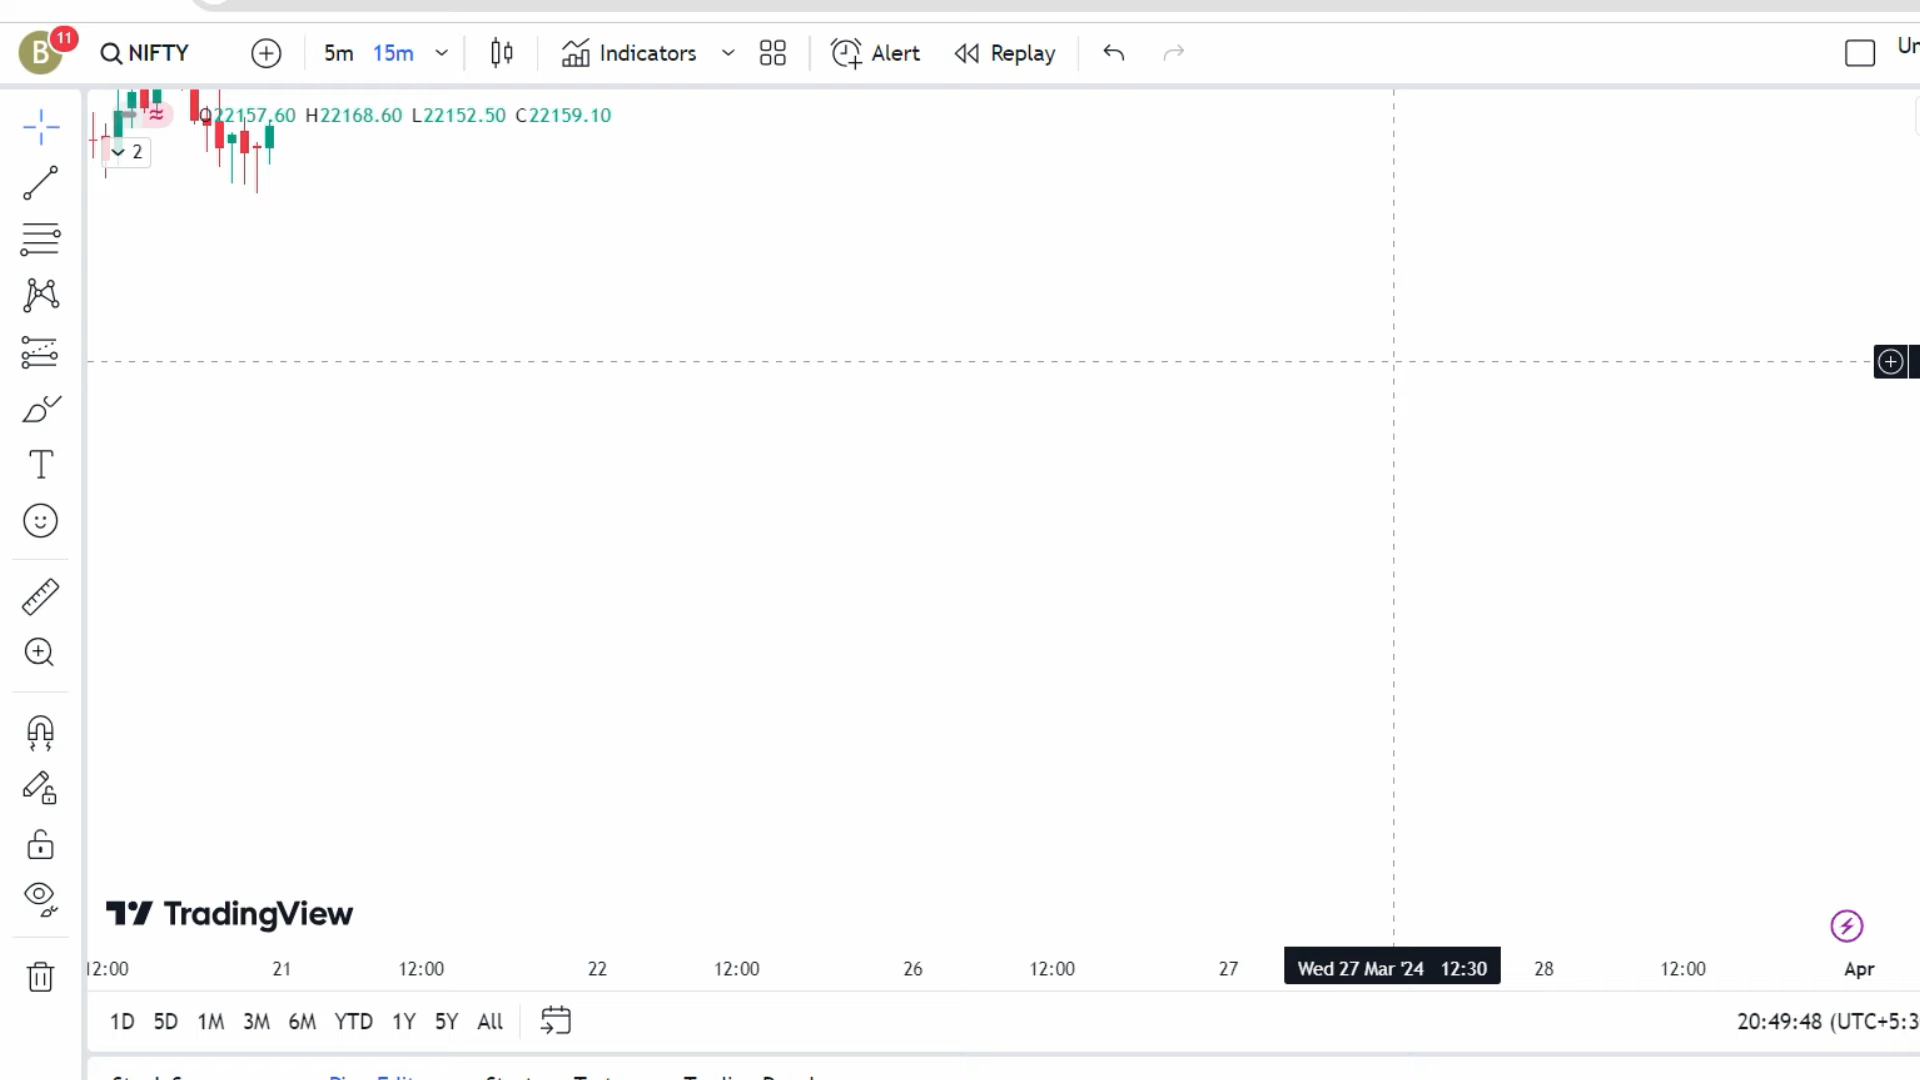 B 11 NIFTY 5m 15m Indicators Alert Replay
O22157.60 H22168.60 L22152.50 C22159.10
2
TradingView
12:00 21 12:00 22 12:00 26 12:00 27 Wed 27 Mar '24 12:30 28 12:00 Apr
1D 5D 1M 3M 6M YTD 1Y 5Y All 20:49:48 (UTC+5:3